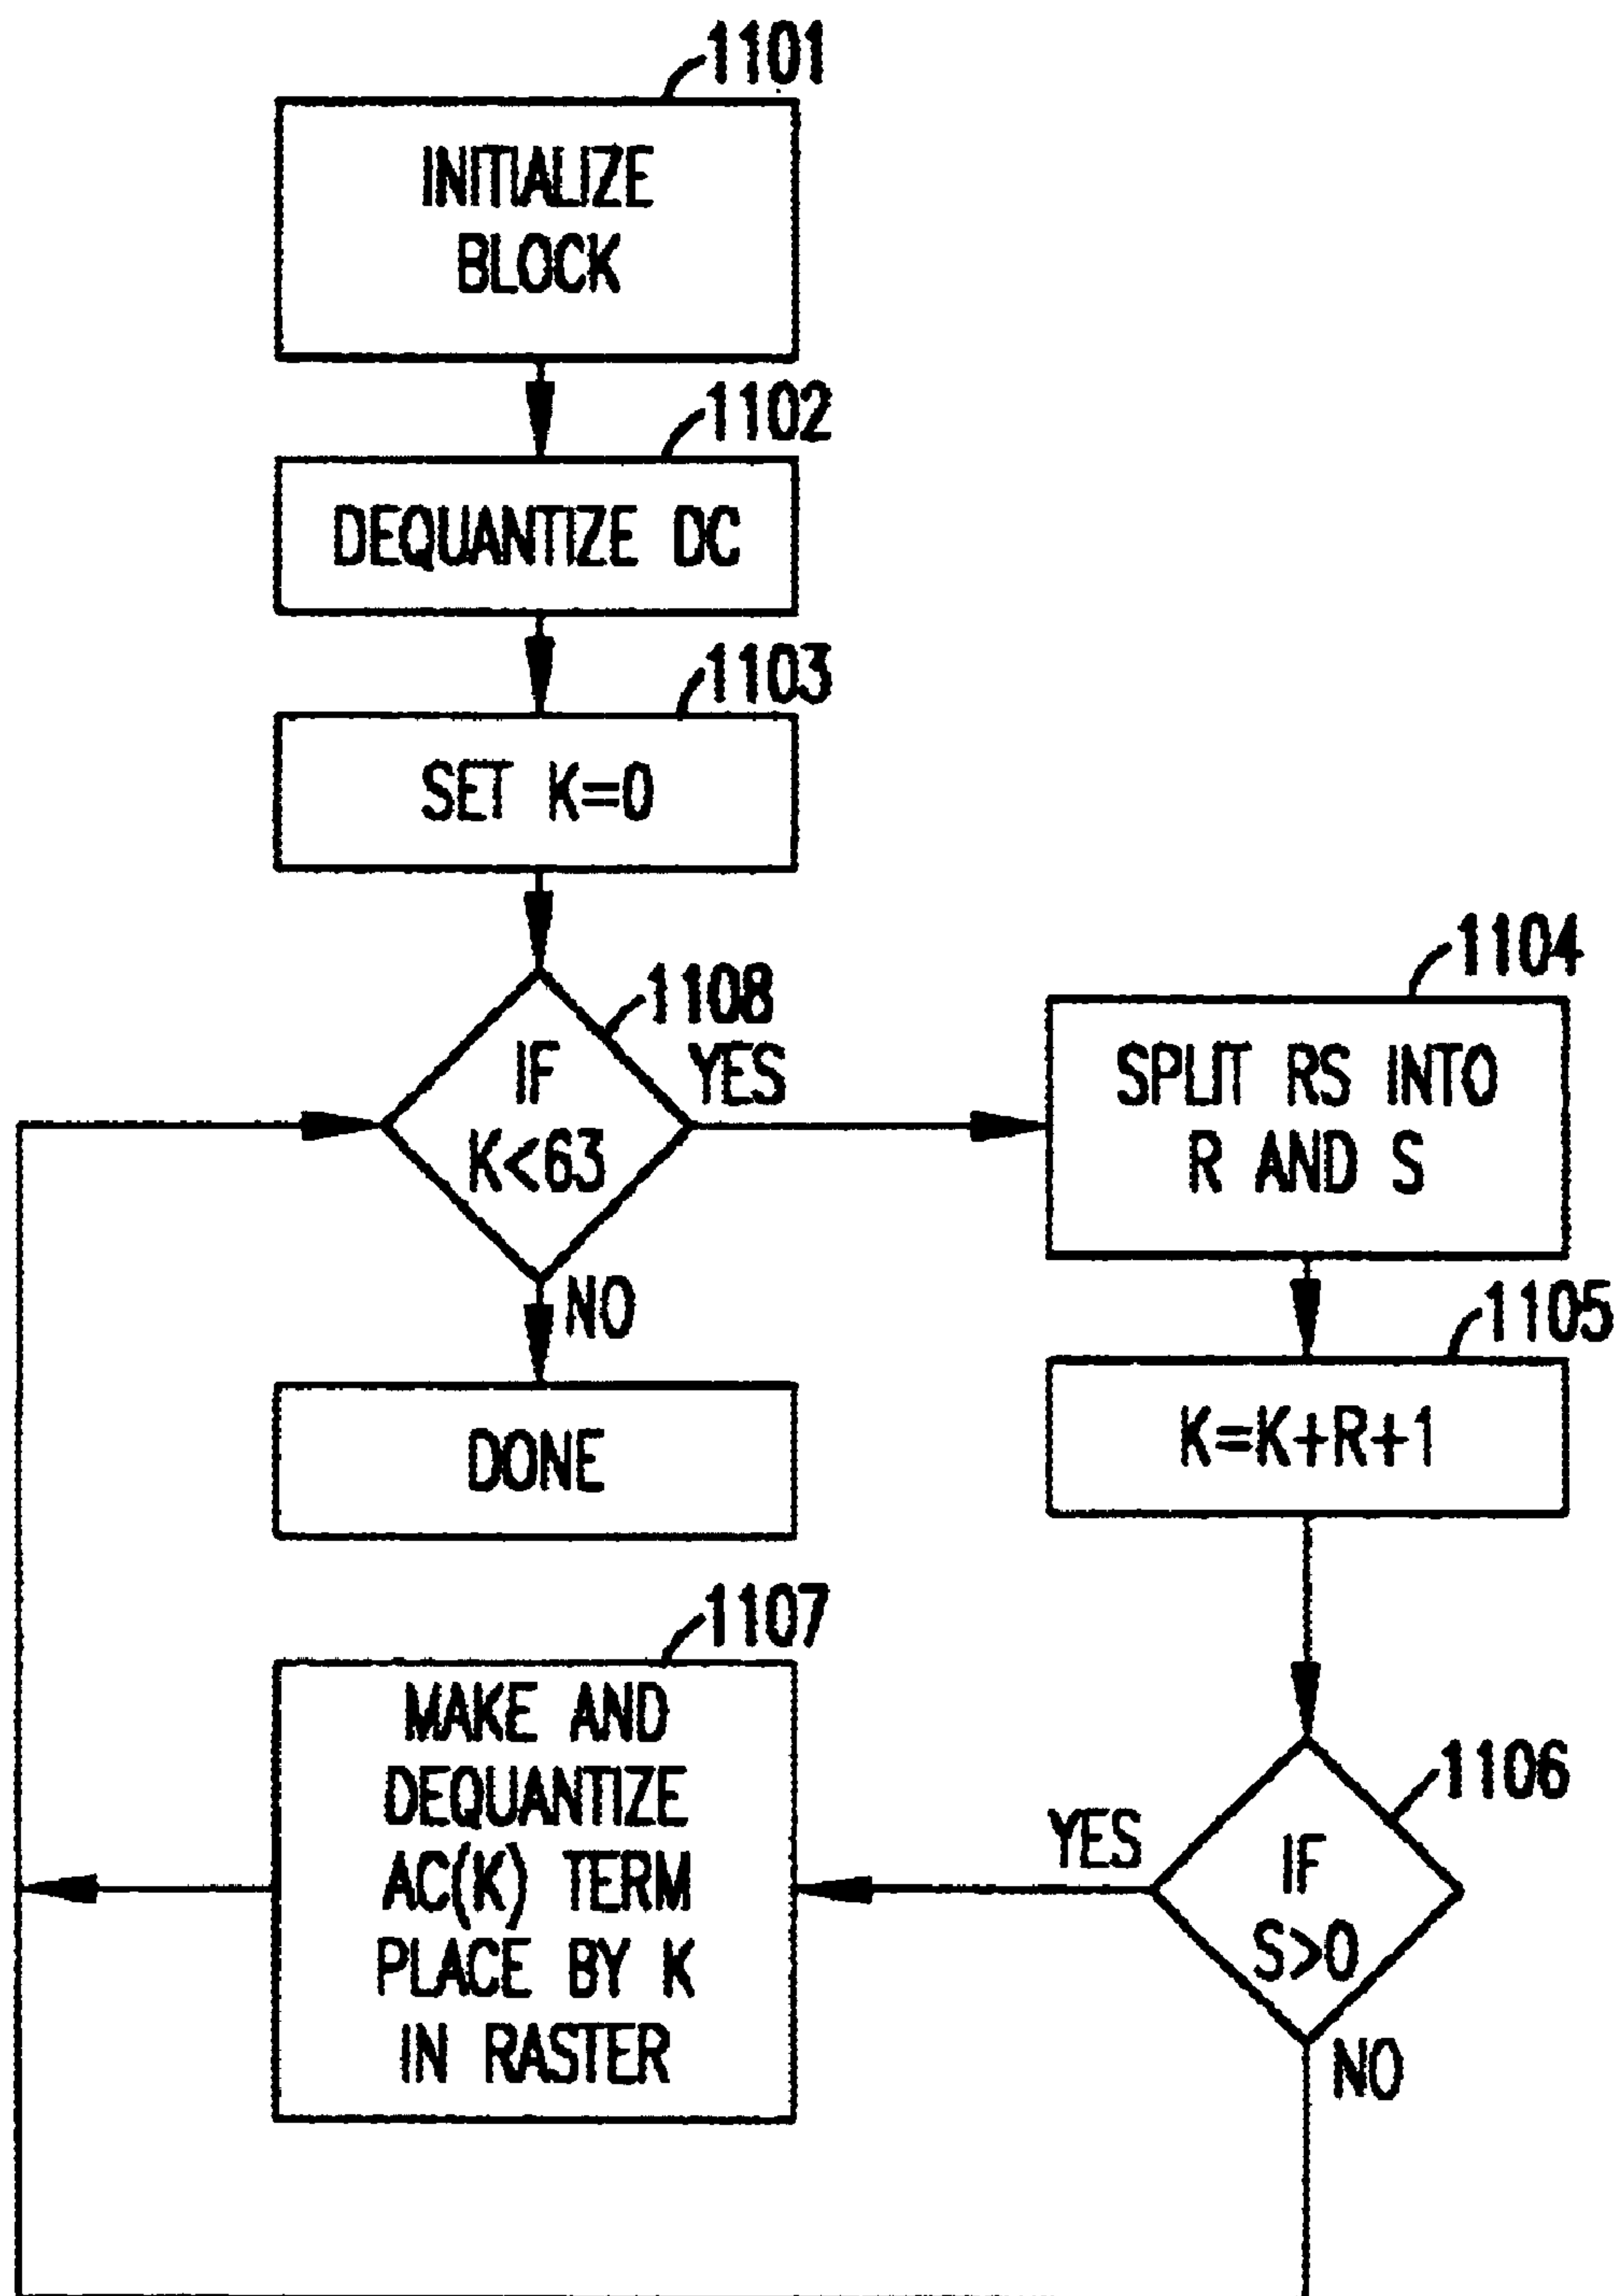 1101
INITIALIZE
BLOCK
1102
DEQUANTIZE DC
1103
SET K=0
1108
IF
K<63
YES
NO
DONE
1104
SPLIT RS INTO
R AND S
1105
K=K+R+1
1106
IF
S>0
YES
NO
1107
MAKE AND
DEQUANTIZE
AC(K) TERM
PLACE BY K
IN RASTER